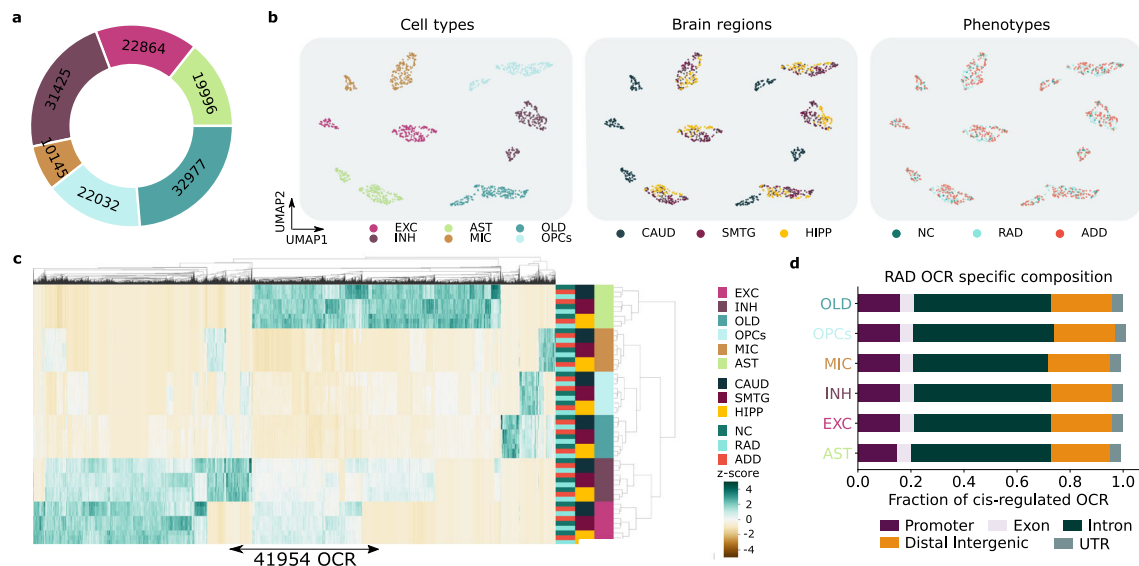 a
22864
19996
32977
22032
10145
31425
b
Cell types
Brain regions
Phenotypes
UMAP2
UMAP1
EXC
AST
OLD
INH
MIC
OPCs
CAUD
SMTG
HIPP
NC
RAD
ADD
c
EXC
INH
OLD
OPCs
MIC
AST
CAUD
SMTG
HIPP
NC
RAD
ADD
z-score
4
2
0
-2
-4
41954 OCR
d
RAD OCR specific composition
OLD
OPCs
MIC
INH
EXC
AST
0.0 0.2 0.4 0.6 0.8 1.0
Fraction of cis-regulated OCR
Promoter Exon Intron
Distal Intergenic UTR